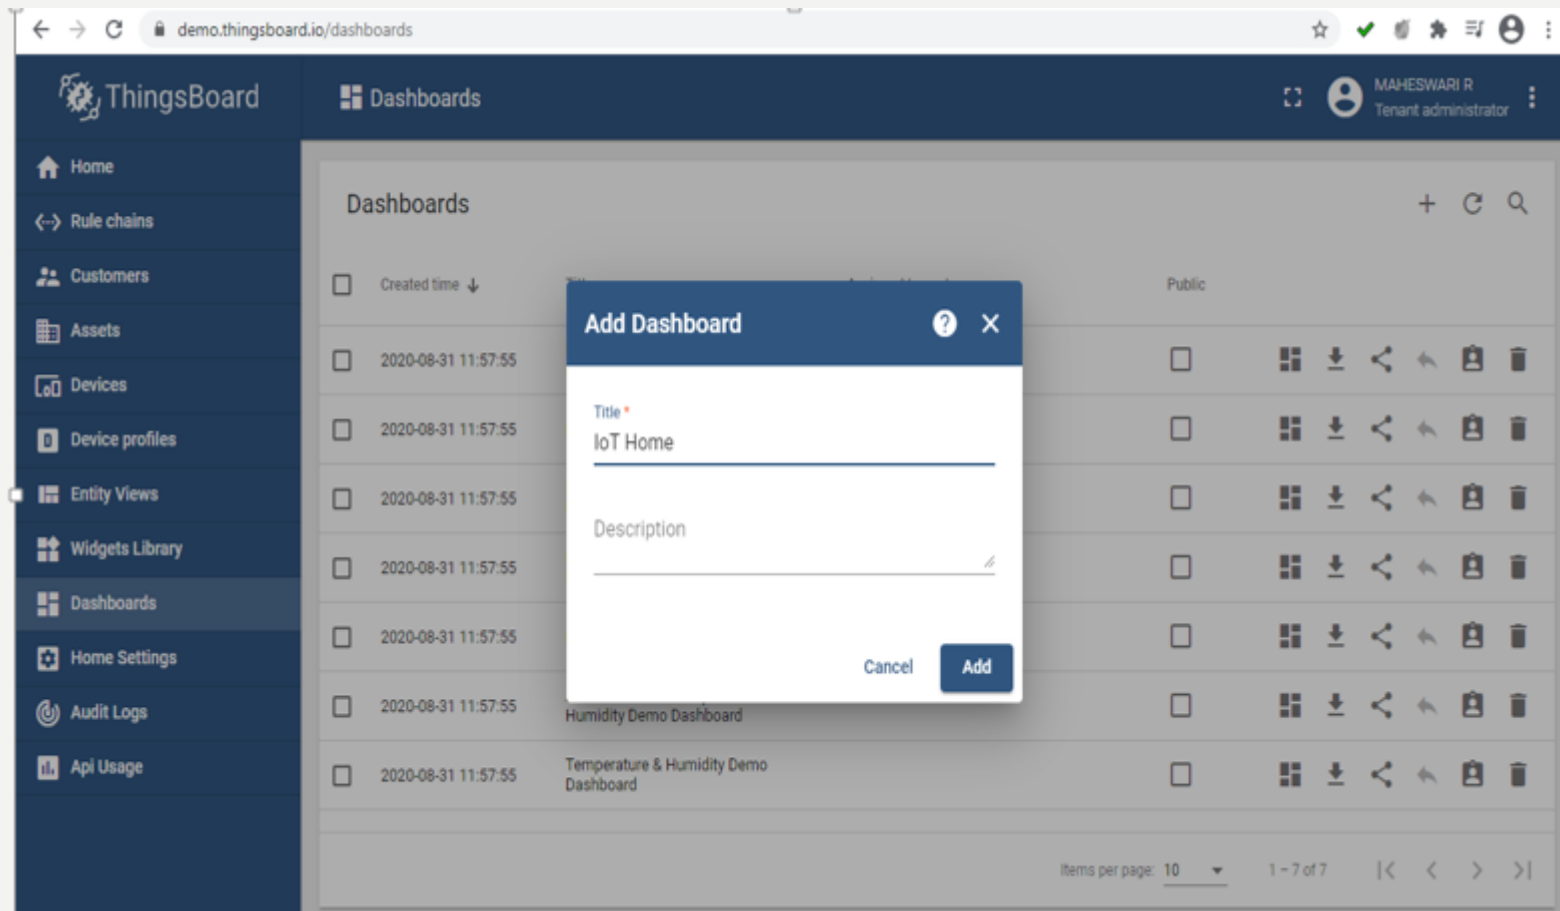 demo.thingsboard.io/dashboards
ThingsBoard
Dashboards
MAHESWARI R
Tenant administrator
Home
Rule chains
Customers
Assets
Devices
Device profiles
Entity Views
Widgets Library
Dashboards
Home Settings
Audit Logs
Api Usage
Dashboards
Created time
Public
2020-08-31 11:57:55
2020-08-31 11:57:55
2020-08-31 11:57:55
2020-08-31 11:57:55
2020-08-31 11:57:55
2020-08-31 11:57:55
Humidity Demo Dashboard
2020-08-31 11:57:55
Temperature & Humidity Demo
Dashboard
Add Dashboard
Title *
IoT Home
Description
Cancel
Add
Items per page: 10
1 – 7 of 7